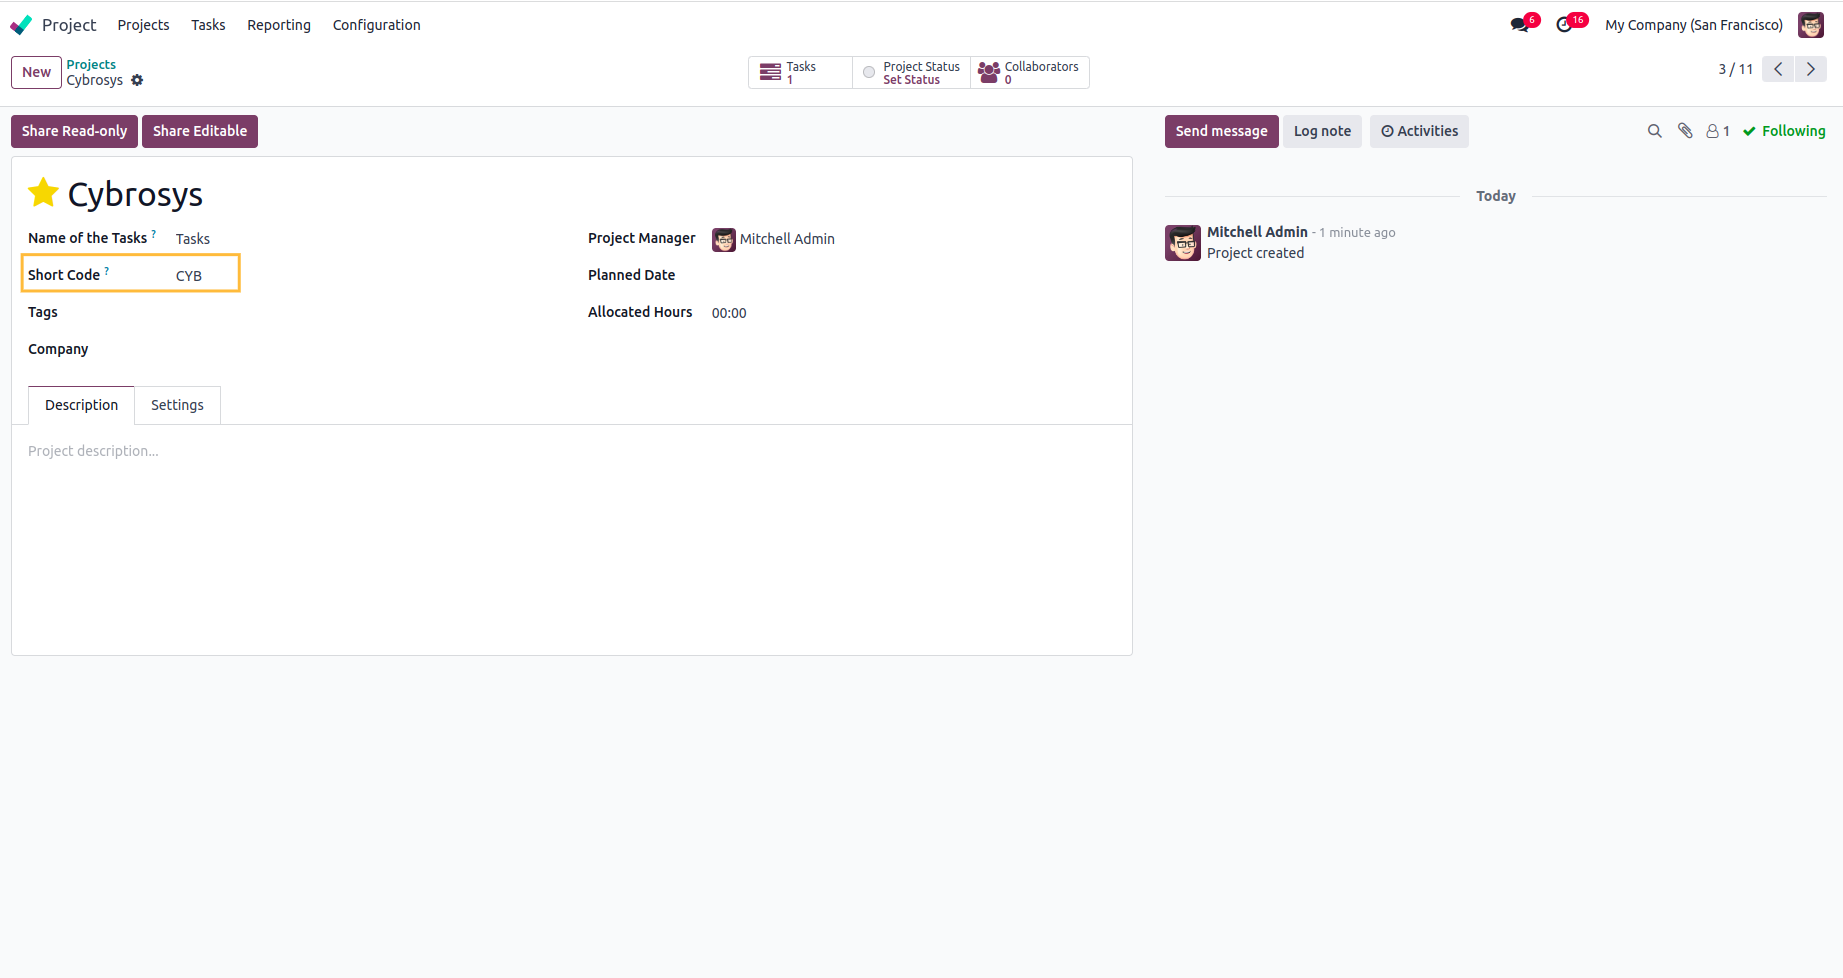 Project Projects Tasks Reporting Configuration 6 16 My Company (San Francisco)
New Projects
Cybrosys
Tasks
1
Project Status
Set Status
Collaborators
0
3 / 11
Share Read-only Share Editable
Send message Log note Activities 1 Following
Cybrosys
Name of the Tasks ? Tasks
Short Code ? CYB
Tags
Company
Project Manager Mitchell Admin
Planned Date
Allocated Hours 00:00
Description Settings
Project description...
Today
Mitchell Admin - 1 minute ago
Project created